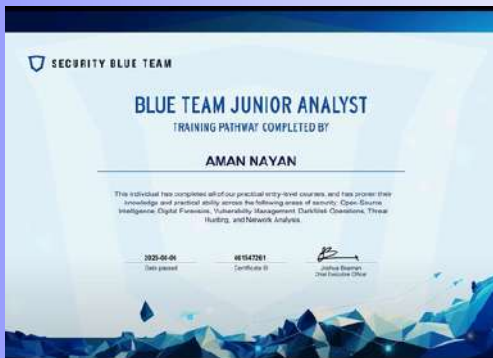 SECURITY BLUE TEAM
BLUE TEAM JUNIOR ANALYST
TRAINING PATHWAY COMPLETED BY
AMAN NAYAN
This individual has completed all of our practical entry-level courses, and has proven their
knowledge and practical ability across the following areas of security: Open-Source
Intelligence, Digital Forensics, Vulnerability Management, DarkWeb Operations, Threat
Hunting, and Network Analysis.
Date passed
Certificate ID
Chief Executive Officer